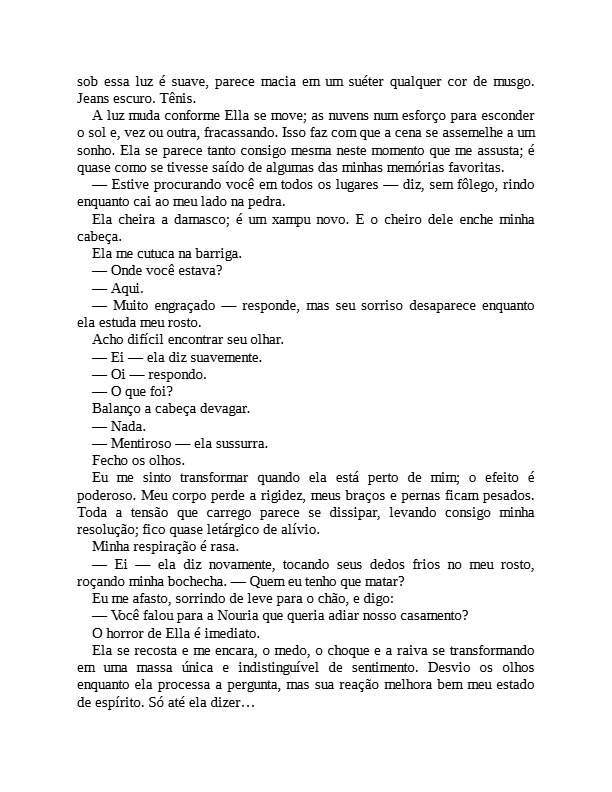 sob essa luz é suave, parece macia em um suéter qualquer cor de musgo.
Jeans escuro. Tênis.
A luz muda conforme Ella se move; as nuvens num esforço para esconder
o sol e, vez ou outra, fracassando. Isso faz com que a cena se assemelhe a um
sonho. Ela se parece tanto consigo mesma neste momento que me assusta; é
quase como se tivesse saído de algumas das minhas memórias favoritas.
— Estive procurando você em todos os lugares — diz, sem fôlego, rindo
enquanto cai ao meu lado na pedra.
Ela cheira a damasco; é um xampu novo. E o cheiro dele enche minha
cabeça.
Ela me cutuca na barriga.
— Onde você estava?
— Aqui.
— Muito engraçado — responde, mas seu sorriso desaparece enquanto
ela estuda meu rosto.
Acho difícil encontrar seu olhar.
— Ei — ela diz suavemente.
— Oi — respondo.
— O que foi?
Balanço a cabeça devagar.
— Nada.
— Mentiroso — ela sussurra.
Fecho os olhos.
Eu me sinto transformar quando ela está perto de mim; o efeito é
poderoso. Meu corpo perde a rigidez, meus braços e pernas ficam pesados.
Toda a tensão que carrego parece se dissipar, levando consigo minha
resolução; fico quase letárgico de alívio.
Minha respiração é rasa.
— Ei — ela diz novamente, tocando seus dedos frios no meu rosto,
roçando minha bochecha. — Quem eu tenho que matar?
Eu me afasto, sorrindo de leve para o chão, e digo:
— Você falou para a Nouria que queria adiar nosso casamento?
O horror de Ella é imediato.
Ela se recosta e me encara, o medo, o choque e a raiva se transformando
em uma massa única e indistinguível de sentimento. Desvio os olhos
enquanto ela processa a pergunta, mas sua reação melhora bem meu estado
de espírito. Só até ela dizer…